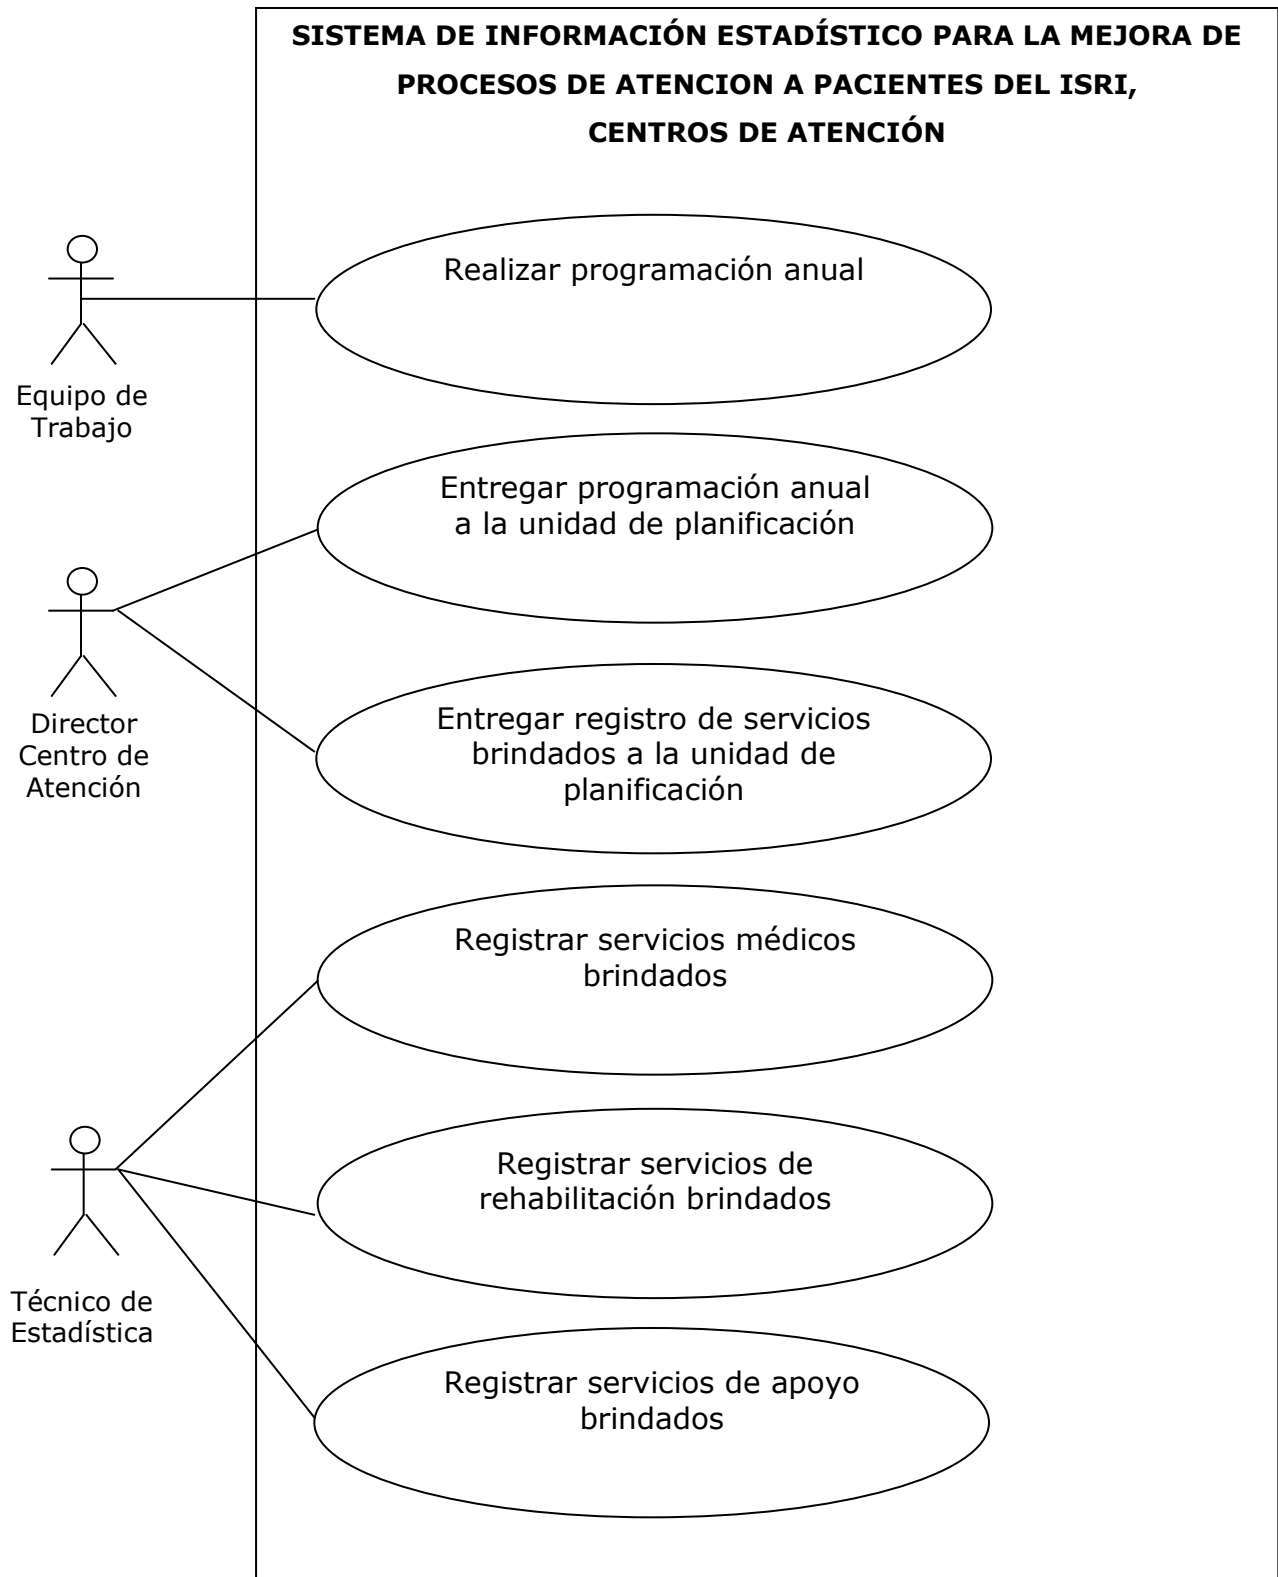 SISTEMA DE INFORMACIÓN ESTADÍSTICO PARA LA MEJORA DE
PROCESOS DE ATENCION A PACIENTES DEL ISRI,
CENTROS DE ATENCIÓN
Realizar programación anual
Equipo de
Trabajo
Entregar programación anual
a la unidad de planificación
Director
Centro de
Atención
Entregar registro de servicios
brindados a la unidad de
planificación
Registrar servicios médicos
brindados
Registrar servicios de
rehabilitación brindados
Técnico de
Estadística
Registrar servicios de apoyo
brindados